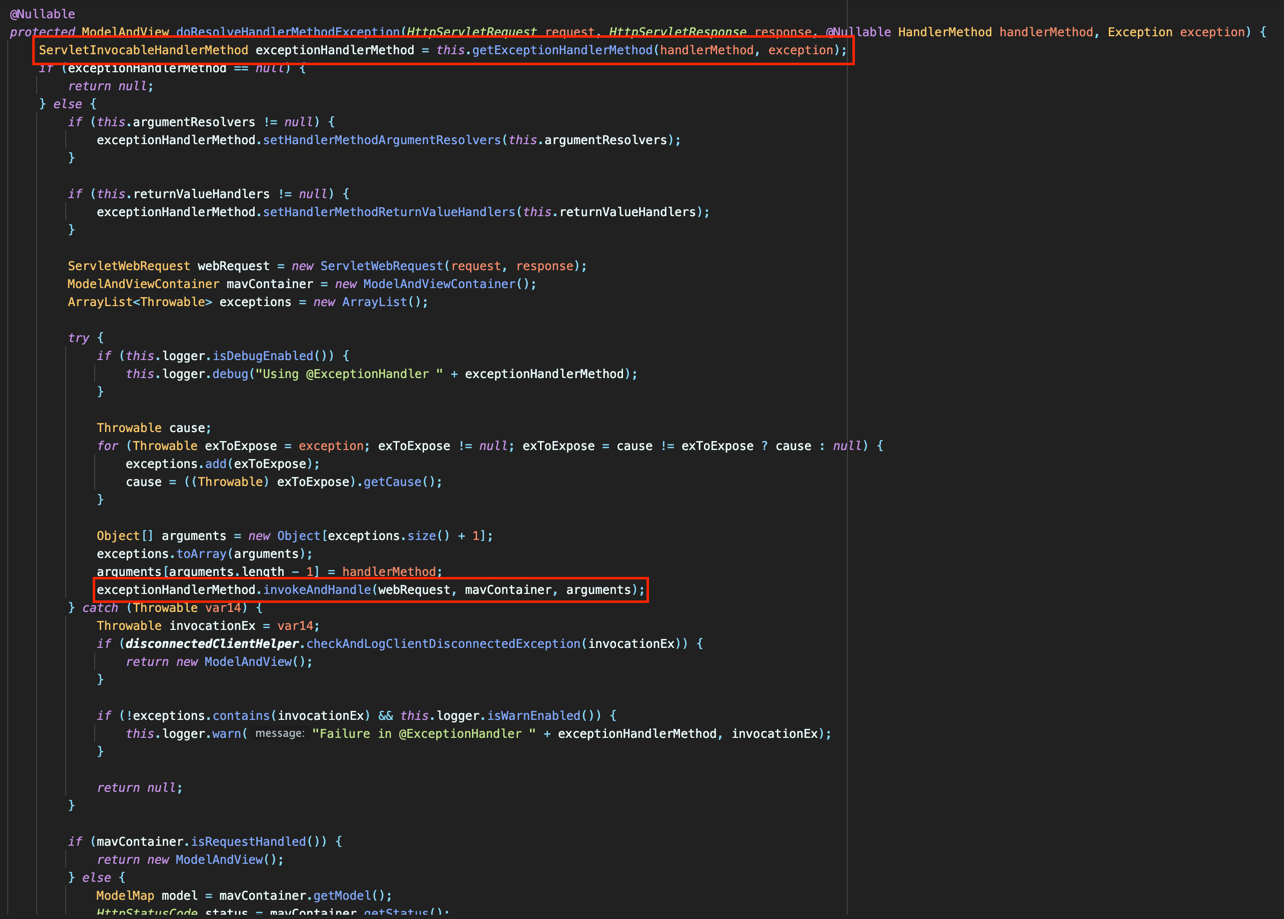 @Nullable
protected ModelAndView doResolveHandlerMethodException(HttpServletRequest request, HttpServletResponse response, @Nullable HandlerMethod handlerMethod, Exception exception) {
    ServletInvocableHandlerMethod exceptionHandlerMethod = this.getExceptionHandlerMethod(handlerMethod, exception);
    if (exceptionHandlerMethod == null) {
        return null;
    } else {
        if (this.argumentResolvers != null) {
            exceptionHandlerMethod.setHandlerMethodArgumentResolvers(this.argumentResolvers);
        }
        if (this.returnValueHandlers != null) {
            exceptionHandlerMethod.setHandlerMethodReturnValueHandlers(this.returnValueHandlers);
        }
        ServletWebRequest webRequest = new ServletWebRequest(request, response);
        ModelAndViewContainer mavContainer = new ModelAndViewContainer();
        ArrayList<Throwable> exceptions = new ArrayList();
        try {
            if (this.logger.isDebugEnabled()) {
                this.logger.debug("Using @ExceptionHandler " + exceptionHandlerMethod);
            }
            Throwable cause;
            for (Throwable exToExpose = exception; exToExpose != null; exToExpose = cause != exToExpose ? cause : null) {
                exceptions.add(exToExpose);
                cause = ((Throwable) exToExpose).getCause();
            }
            Object[] arguments = new Object[exceptions.size() + 1];
            exceptions.toArray(arguments);
            arguments[arguments.length - 1] = handlerMethod;
            exceptionHandlerMethod.invokeAndHandle(webRequest, mavContainer, arguments);
        } catch (Throwable var14) {
            Throwable invocationEx = var14;
            if (disconnectedClientHelper.checkAndLogClientDisconnectedException(invocationEx)) {
                return new ModelAndView();
            }
            if (!exceptions.contains(invocationEx) && this.logger.isWarnEnabled()) {
                this.logger.warn( message: "Failure in @ExceptionHandler " + exceptionHandlerMethod, invocationEx);
            }
            return null;
        }
        if (mavContainer.isRequestHandled()) {
            return new ModelAndView();
        } else {
            ModelMap model = mavContainer.getModel();
            HttpStatusCode status = mavContainer.getStatus();